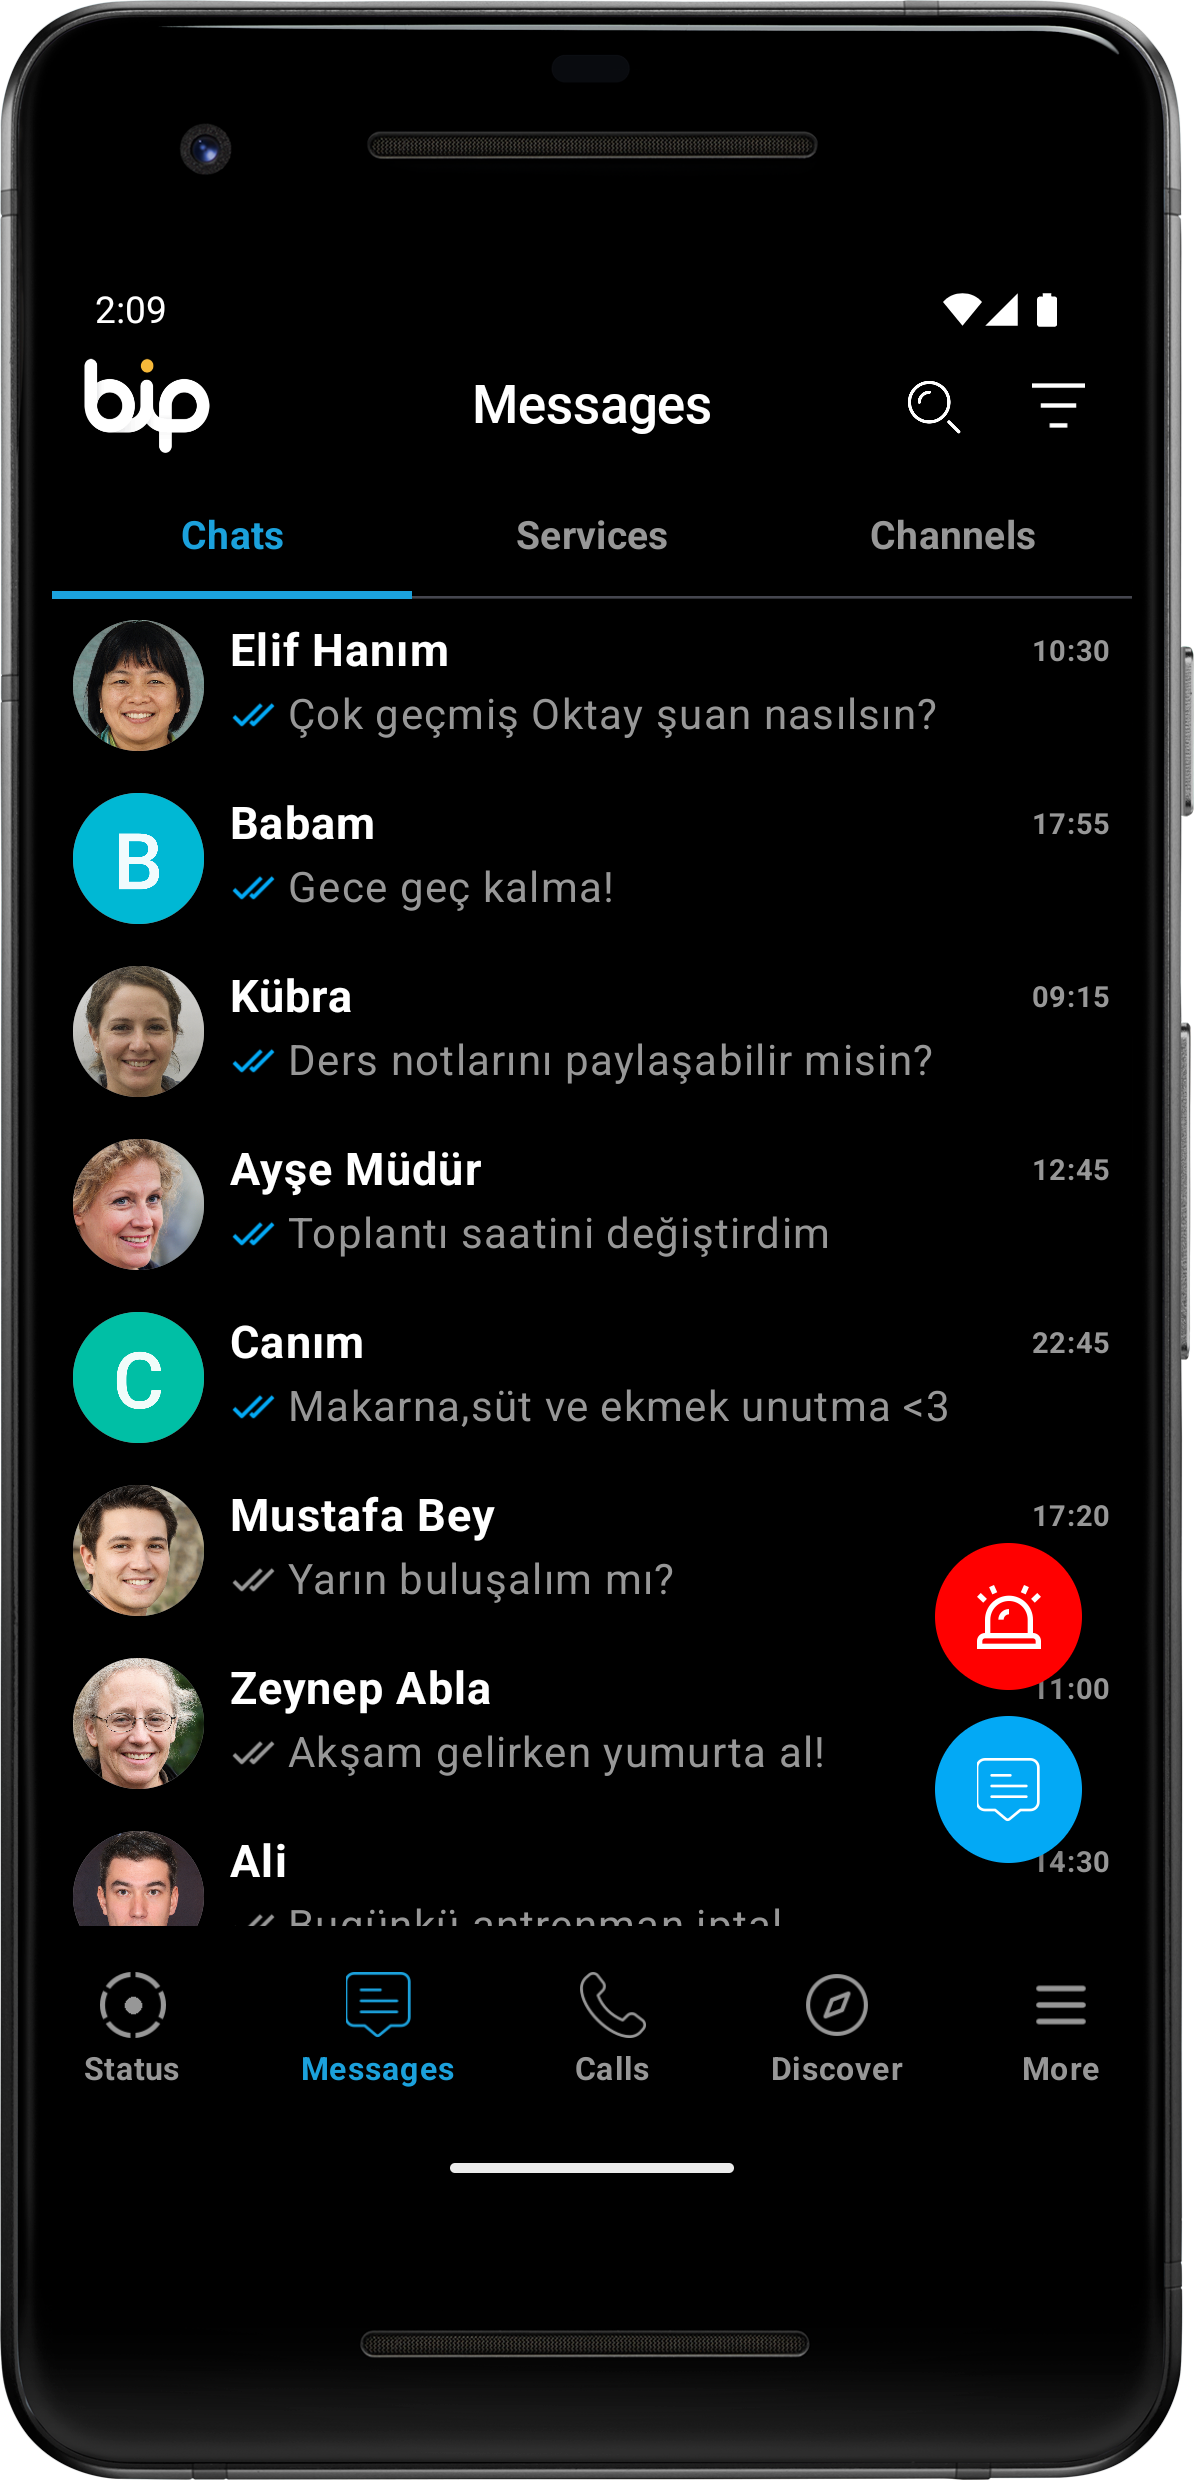 2:09
bip
Messages
Chats Services Channels
Elif Hanım 10:30
Çok geçmiş Oktay şuan nasılsın?
B
Babam 17:55
Gece geç kalma!
Kübra 09:15
Ders notlarını paylaşabilir misin?
Ayşe Müdür 12:45
Toplantı saatini değiştirdim
C
Canım 22:45
Makarna,süt ve ekmek unutma <3
Mustafa Bey 17:20
Yarın buluşalım mı?
Zeynep Abla 11:00
Akşam gelirken yumurta al!
Ali 14:30
Bugünkü antrenman iptal
Status Messages Calls Discover More